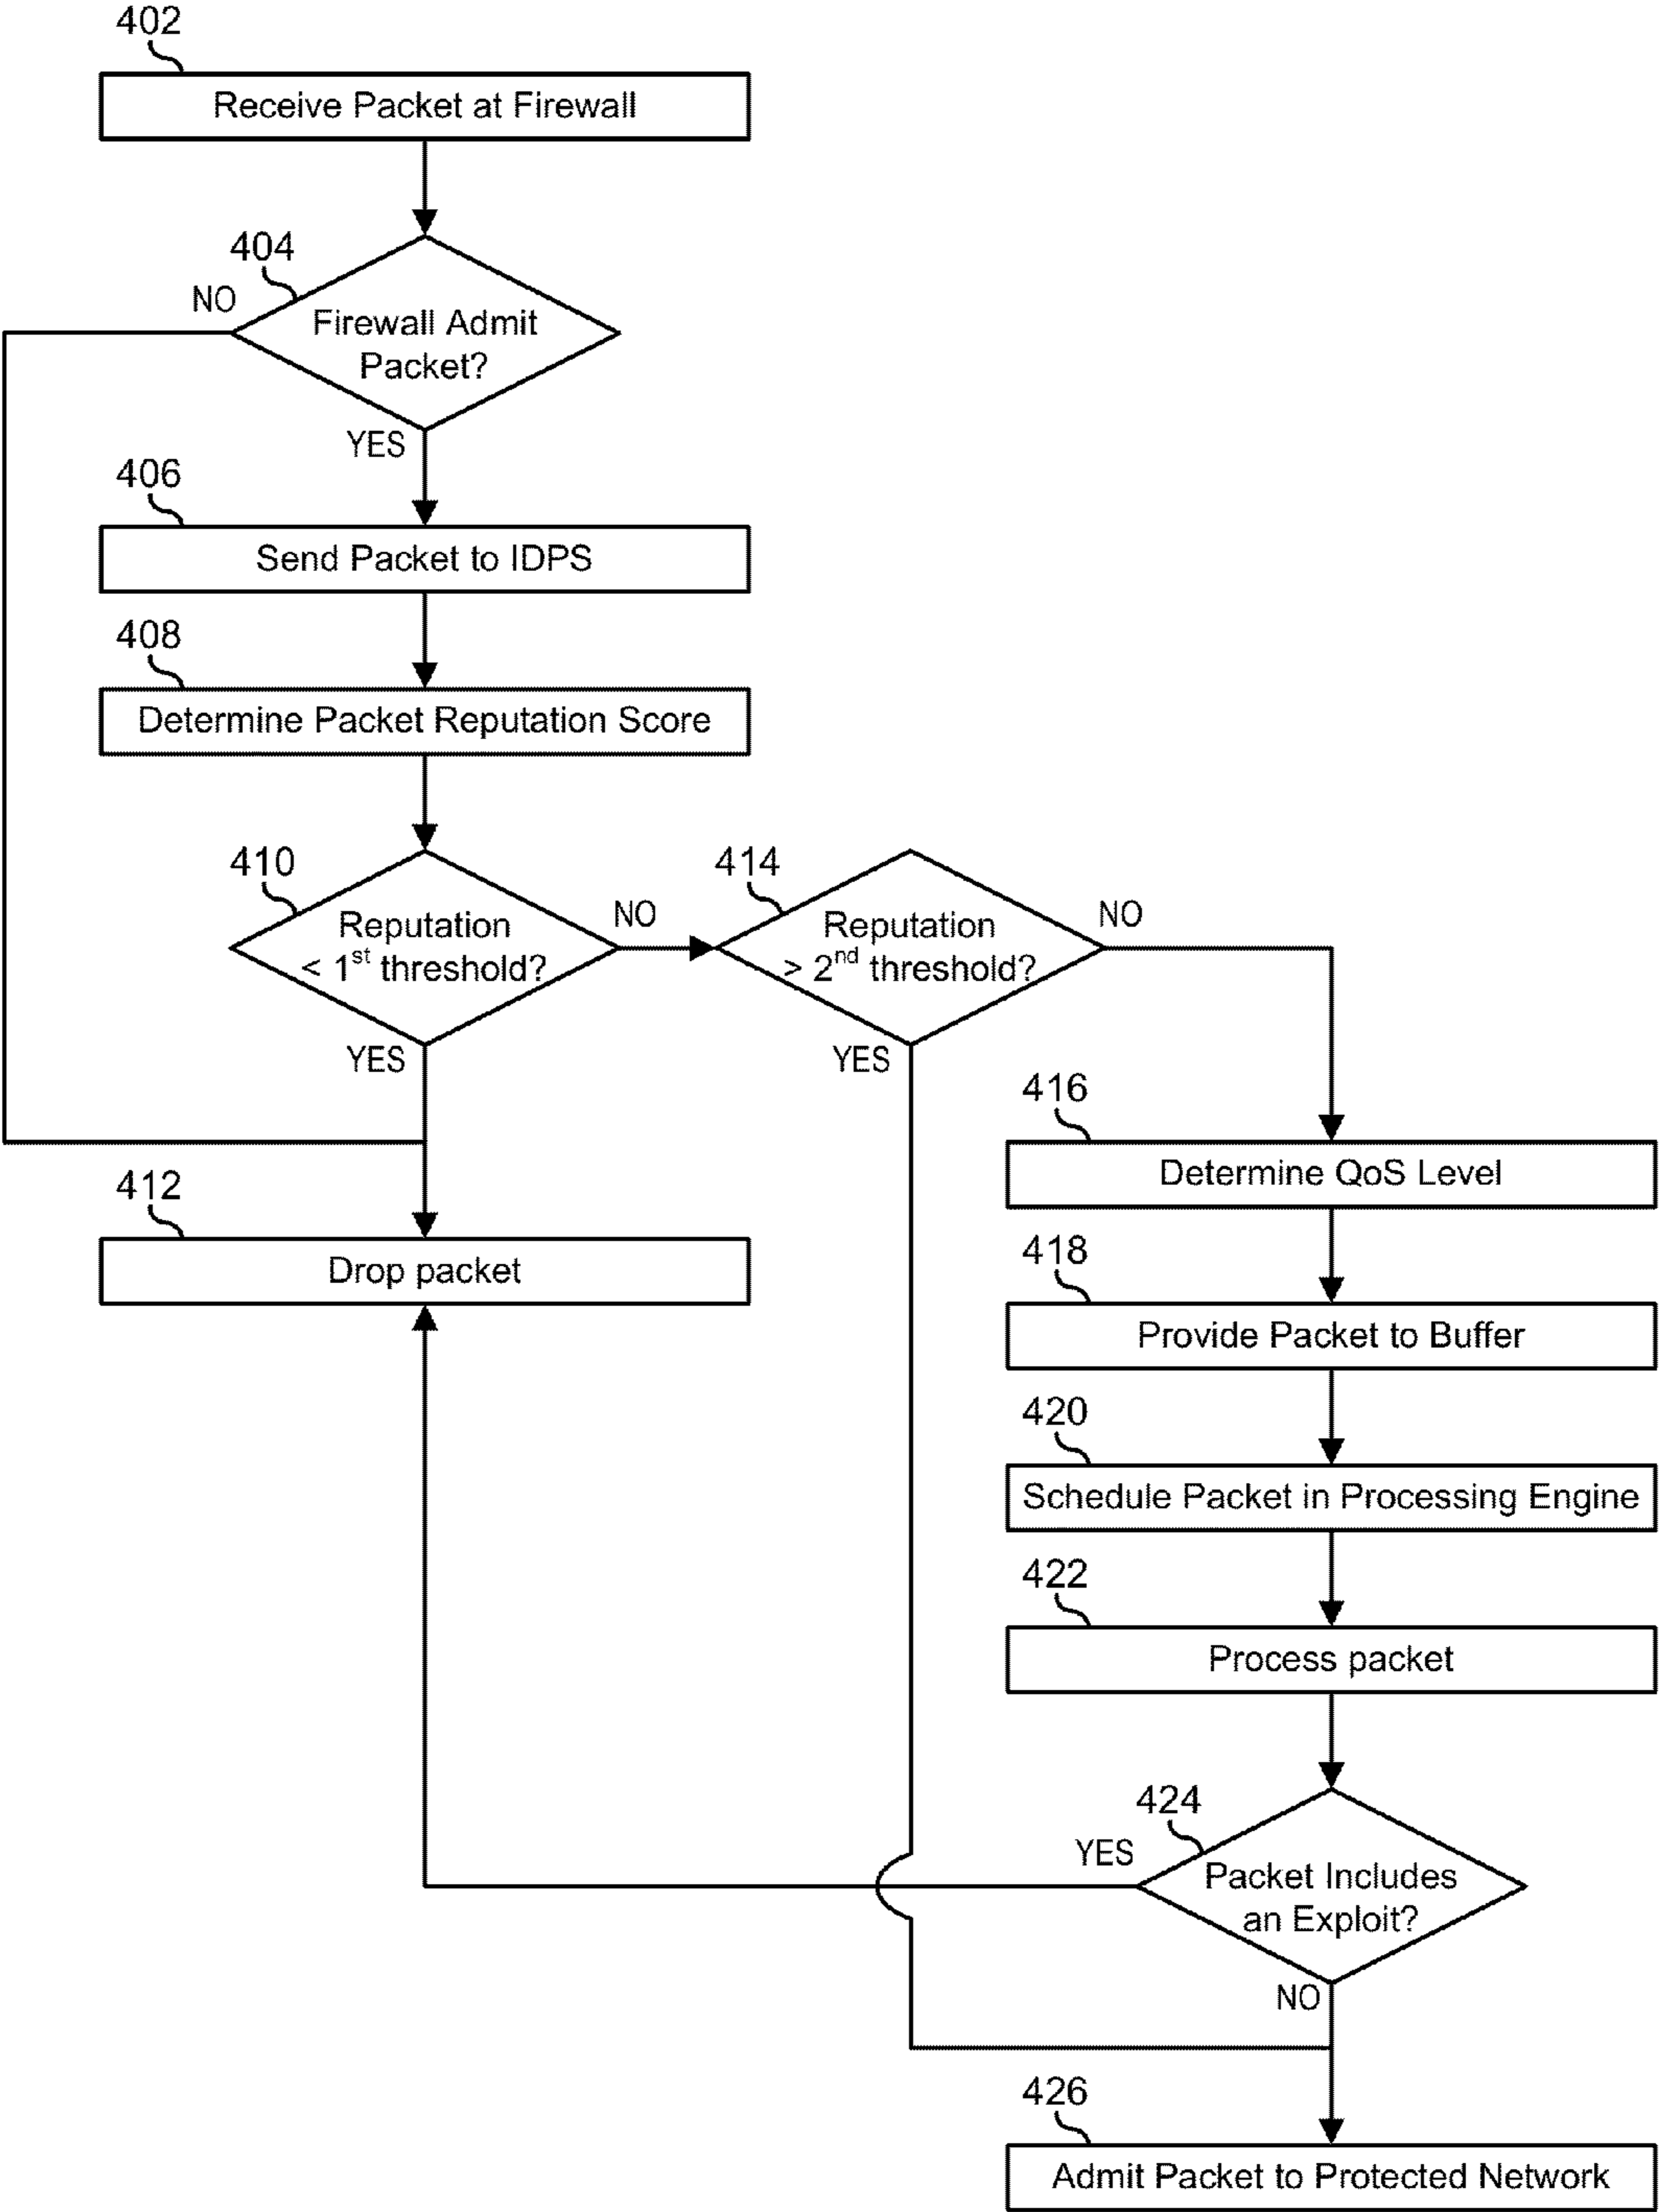 402
Receive Packet at Firewall
404
NO
Firewall Admit
Packet?
YES
406
Send Packet to IDPS
408
Determine Packet Reputation Score
410
Reputation
< 1st threshold?
NO
YES
414
Reputation
> 2nd threshold?
NO
YES
412
Drop packet
416
Determine QoS Level
418
Provide Packet to Buffer
420
Schedule Packet in Processing Engine
422
Process packet
424
YES
Packet Includes
an Exploit?
NO
426
Admit Packet to Protected Network